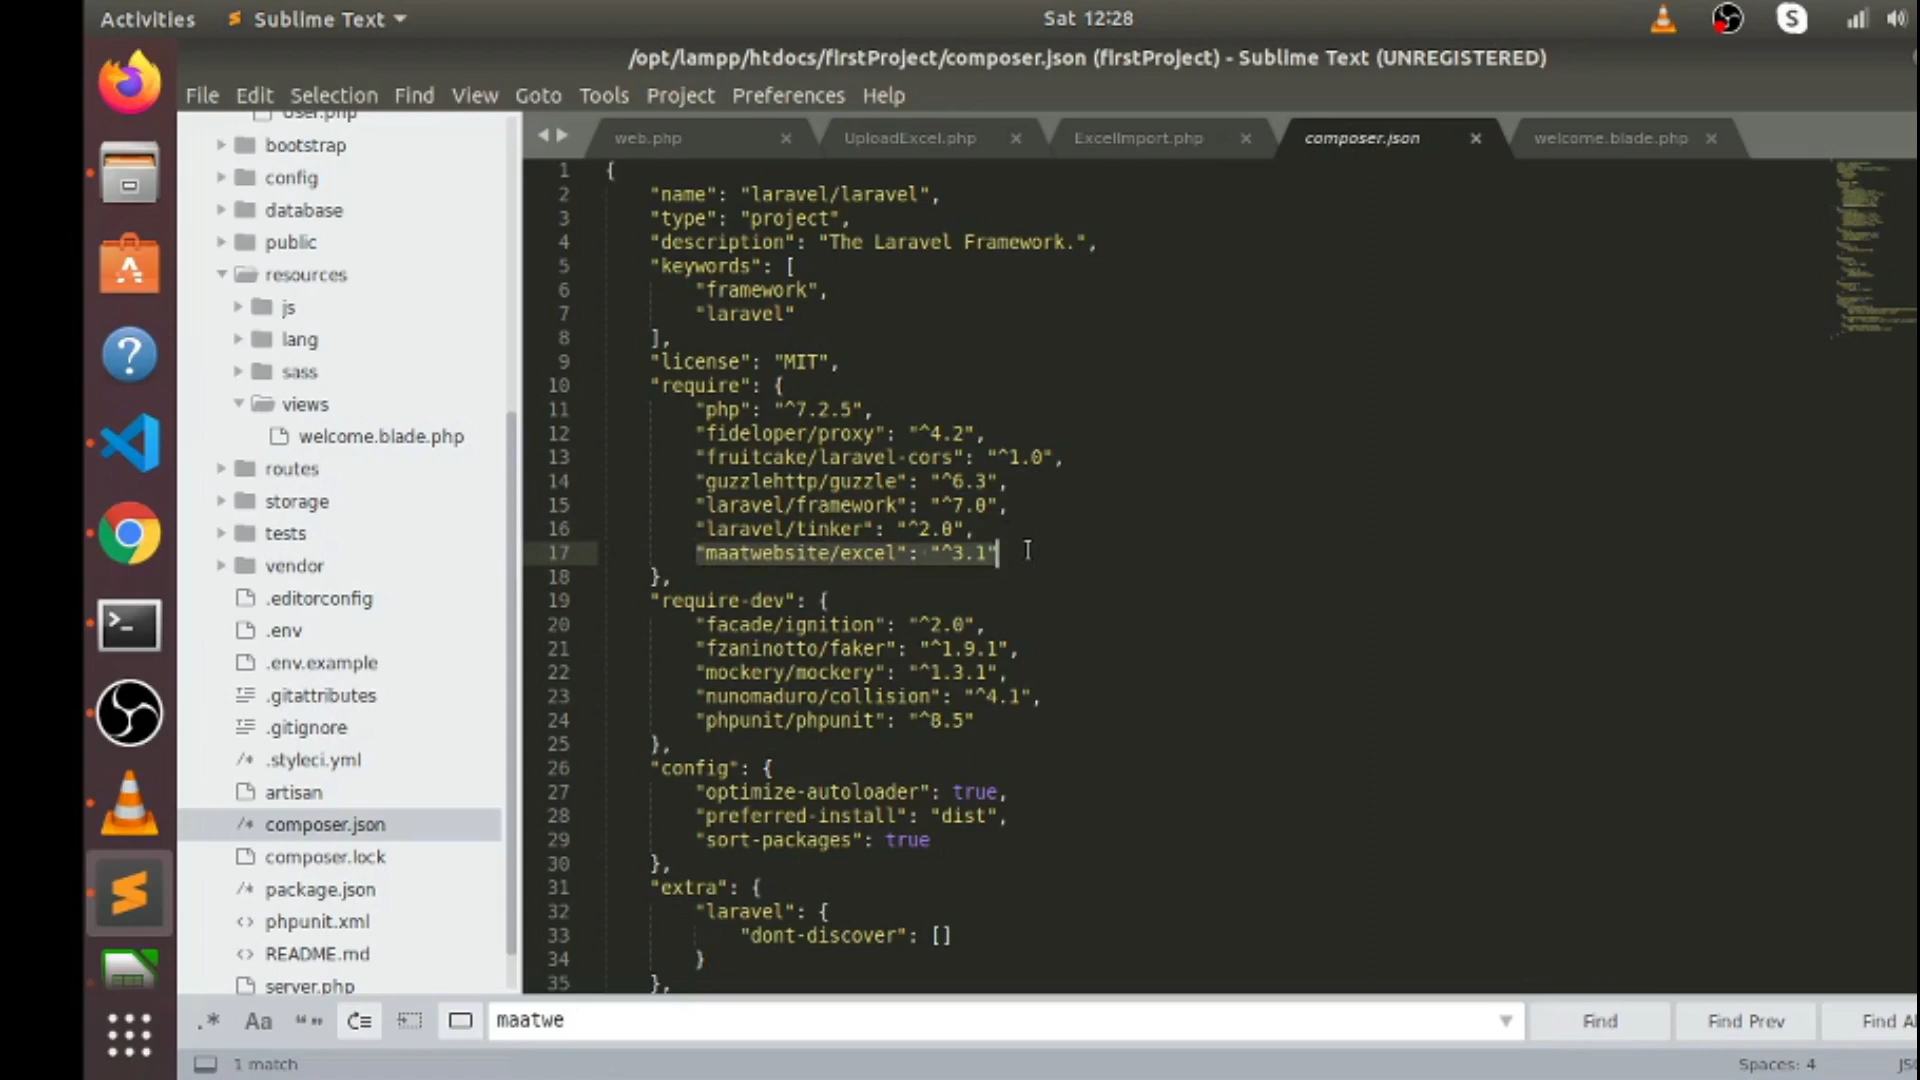 Activities Sublime Text Sat 12:28
/opt/lampp/htdocs/firstProject/composer.json (firstProject) - Sublime Text (UNREGISTERED)
File Edit Selection Find View Goto Tools Project Preferences Help
User.php
bootstrap
config
database
public
resources
js
lang
sass
views
welcome.blade.php
routes
storage
tests
vendor
.editorconfig
.env
.env.example
.gitattributes
.gitignore
.styleci.yml
artisan
composer.json
composer.lock
package.json
phpunit.xml
README.md
server.php
web.php UploadExcel.php ExcelImport.php composer.json welcome.blade.php
1 {
2 "name": "laravel/laravel",
3 "type": "project",
4 "description": "The Laravel Framework.",
5 "keywords": [
6 "framework",
7 "laravel"
8 ],
9 "license": "MIT",
10 "require": {
11 "php": "^7.2.5",
12 "fideloper/proxy": "^4.2",
13 "fruitcake/laravel-cors": "^1.0",
14 "guzzlehttp/guzzle": "^6.3",
15 "laravel/framework": "^7.0",
16 "laravel/tinker": "^2.0",
17 "maatwebsite/excel": "^3.1"
18 },
19 "require-dev": {
20 "facade/ignition": "^2.0",
21 "fzaninotto/faker": "^1.9.1",
22 "mockery/mockery": "^1.3.1",
23 "nunomaduro/collision": "^4.1",
24 "phpunit/phpunit": "^8.5"
25 },
26 "config": {
27 "optimize-autoloader": true,
28 "preferred-install": "dist",
29 "sort-packages": true
30 },
31 "extra": {
32 "laravel": {
33 "dont-discover": []
34 }
35 },
.* Aa “” maatwe Find Find Prev Find Al
1 match Spaces: 4 JS